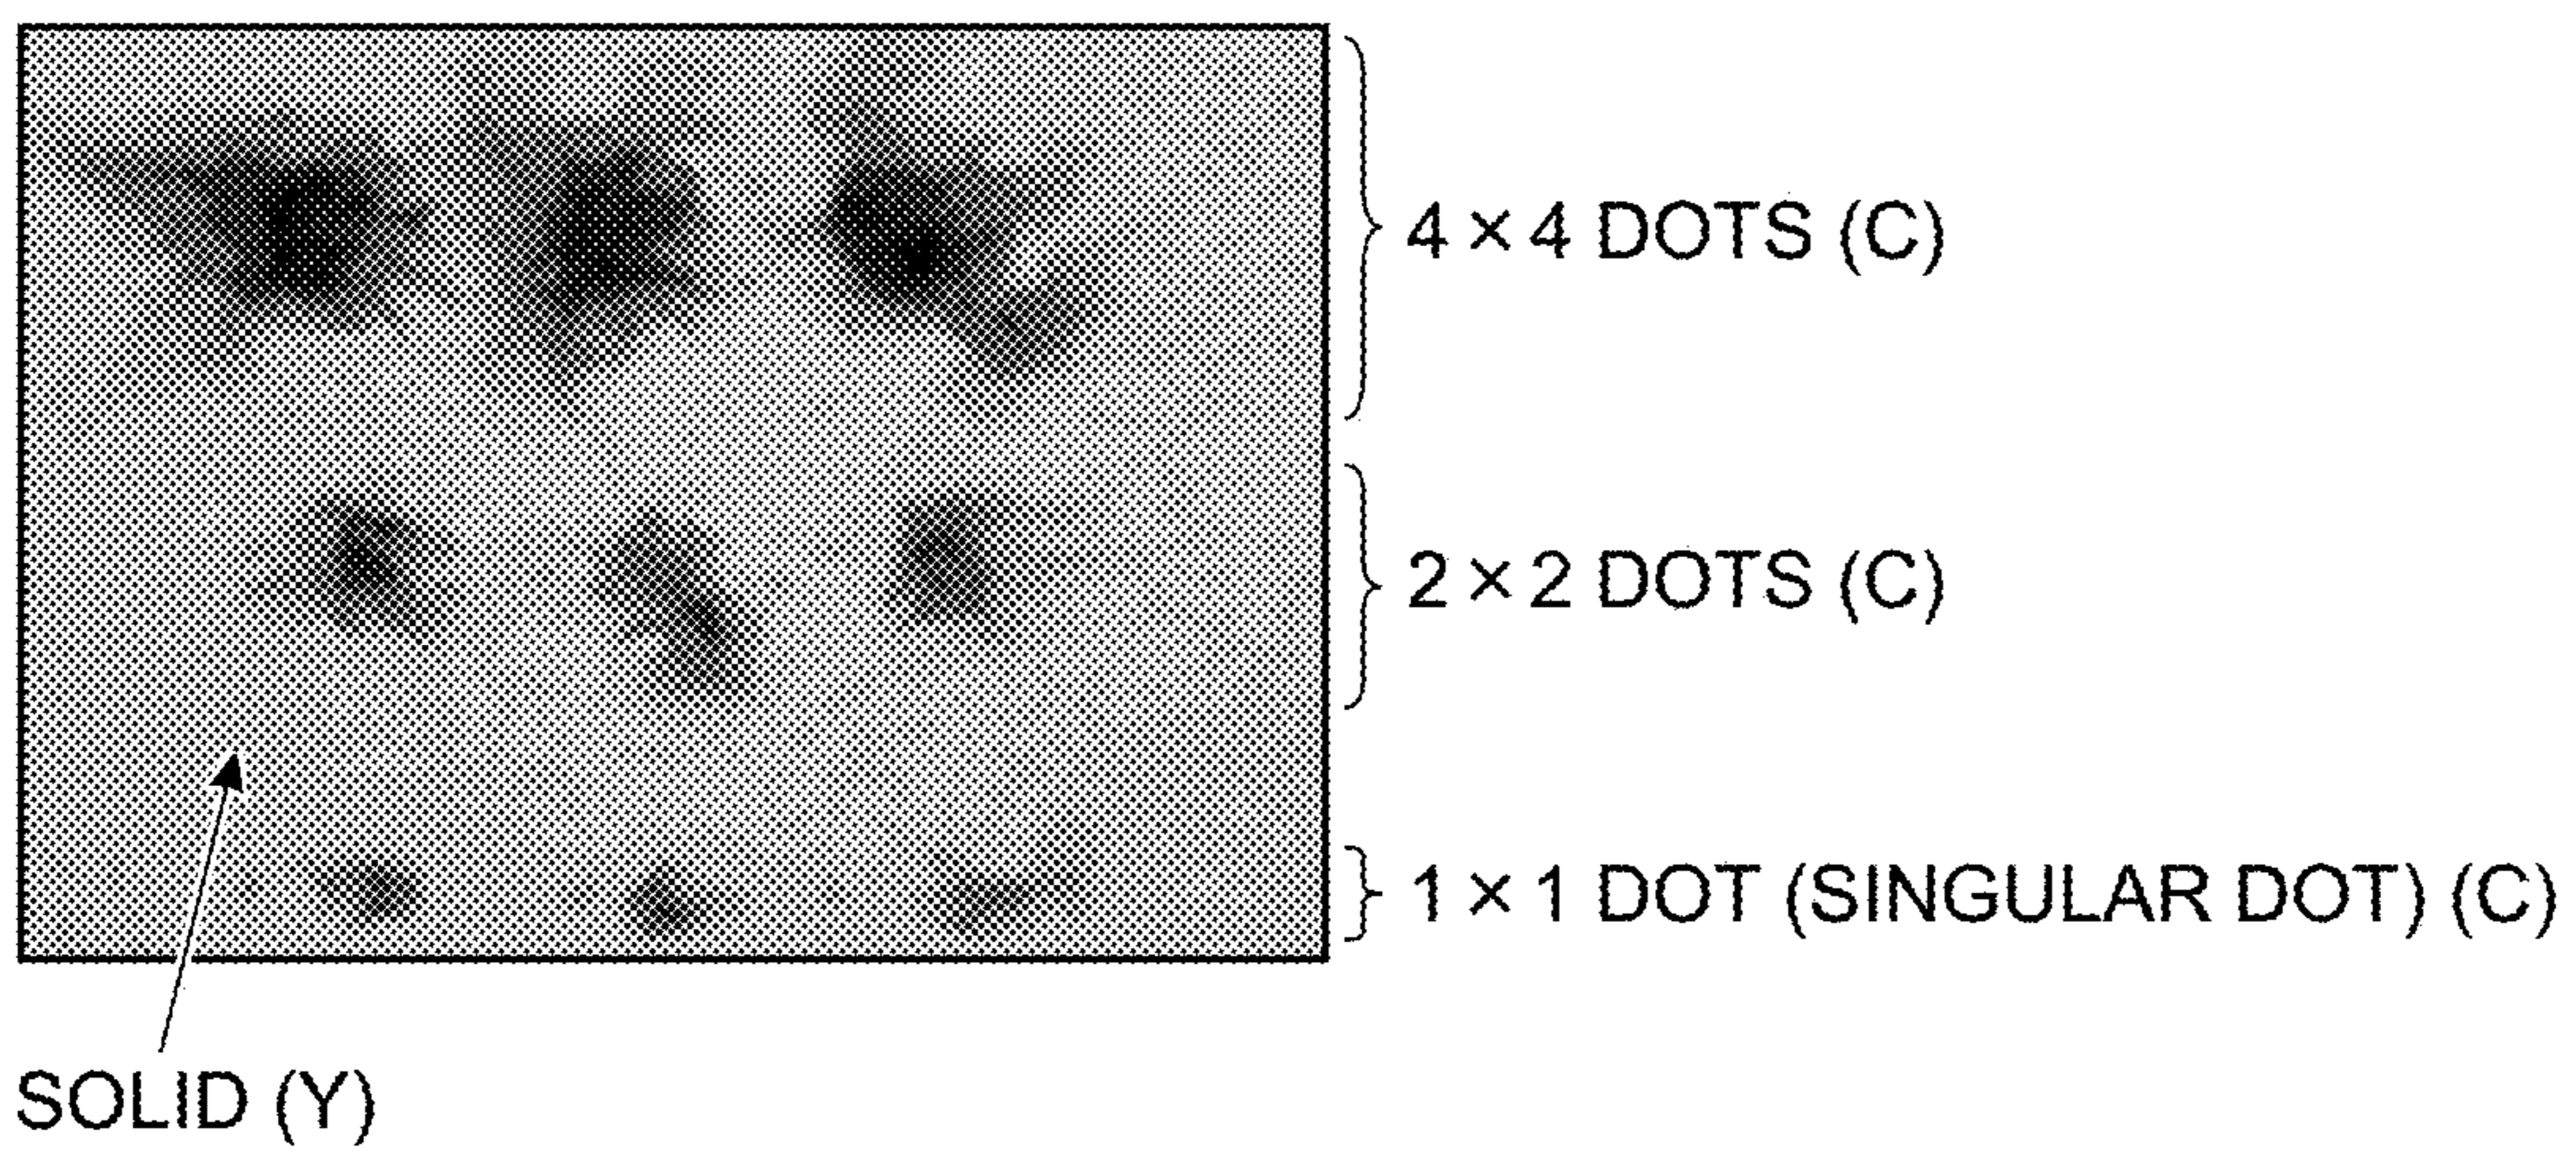 4 × 4 DOTS (C)
2 × 2 DOTS (C)
1 × 1 DOT (SINGULAR DOT) (C)
SOLID (Y)